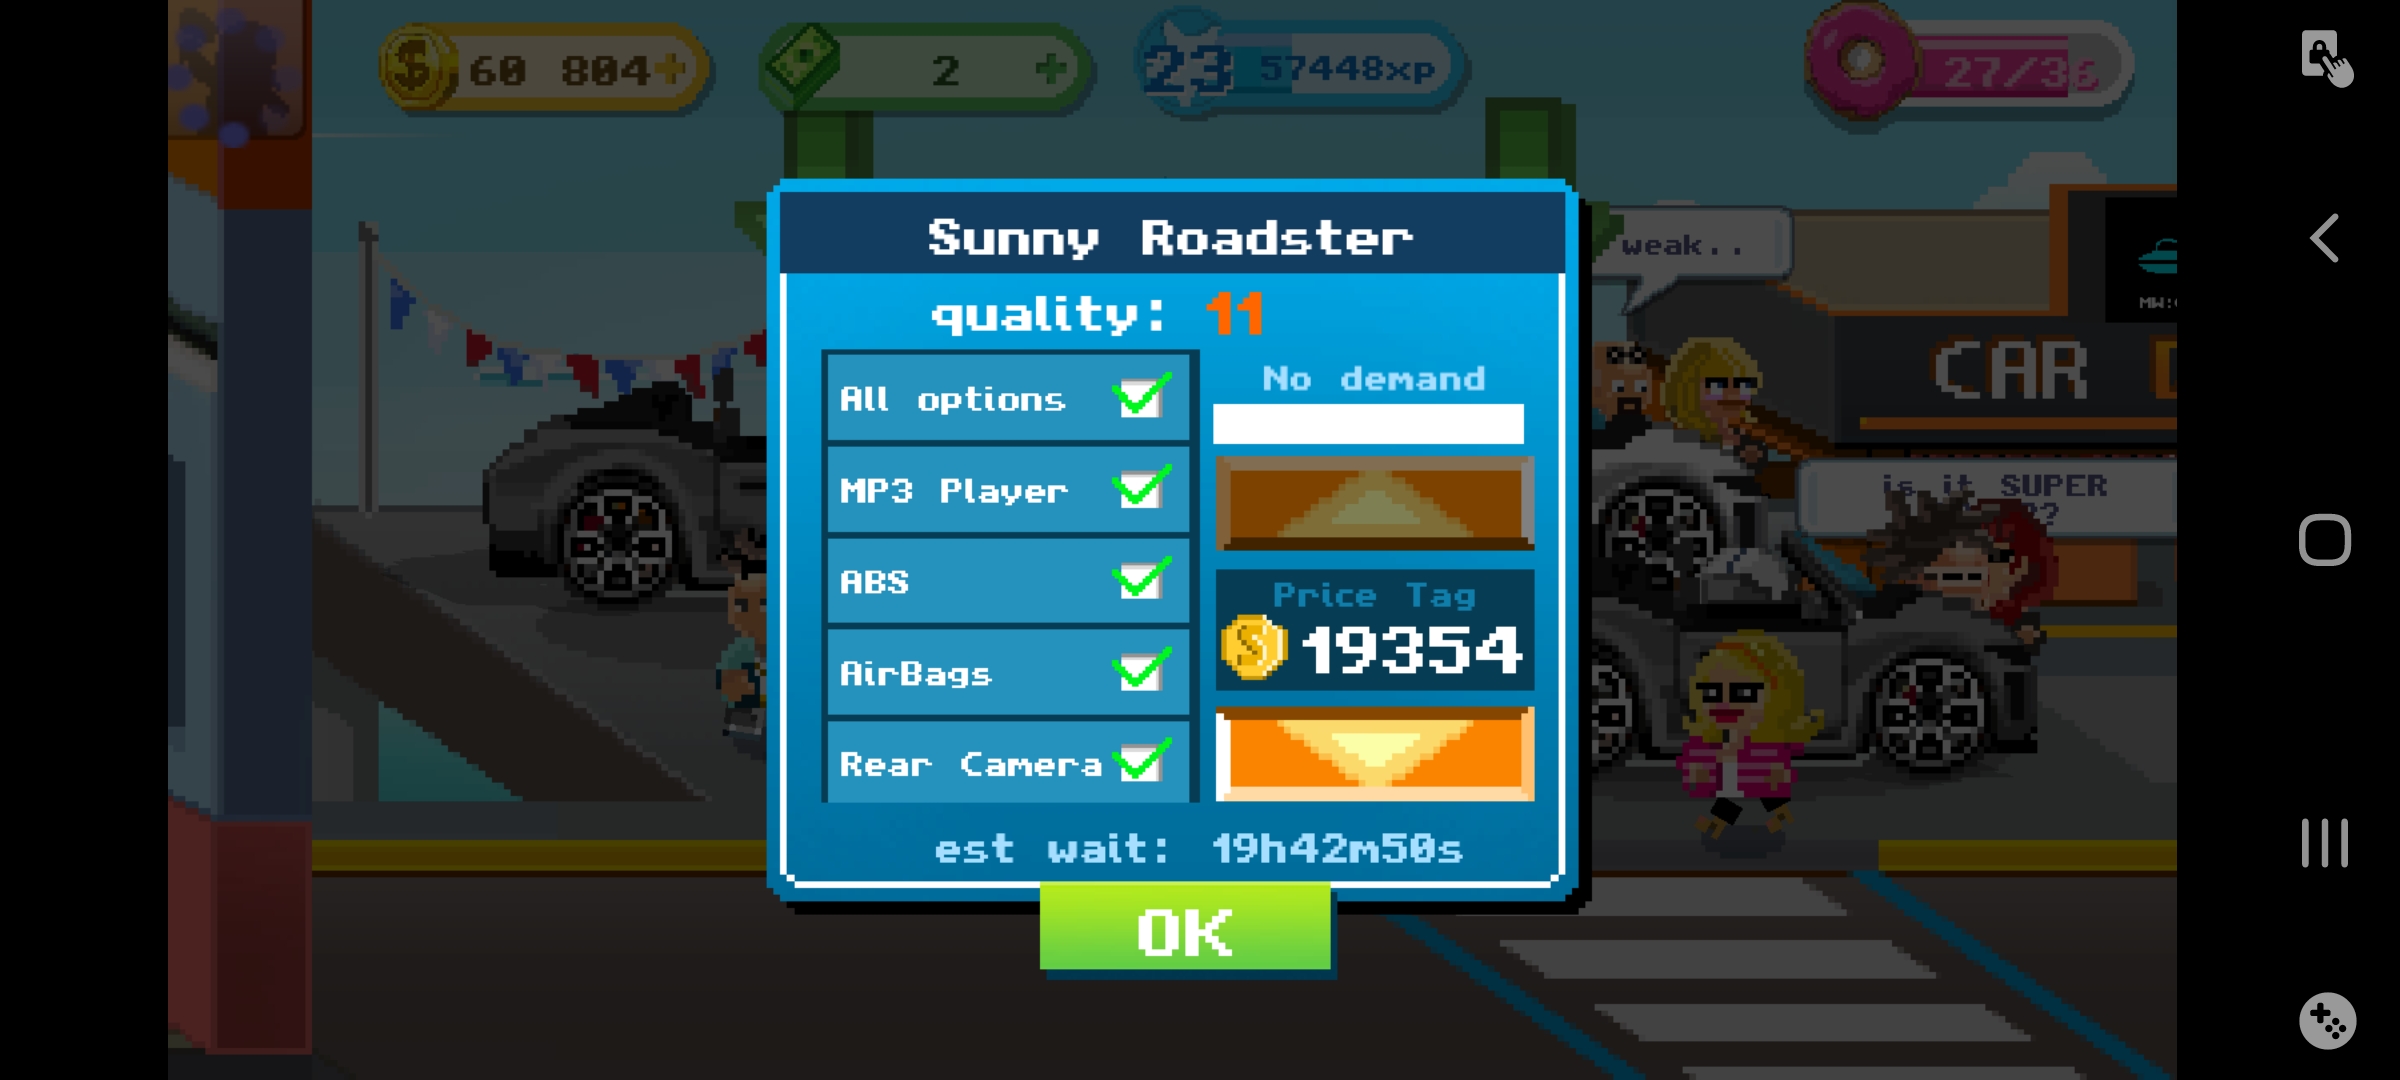 60 804+
2 +
23 57448xp
27/36
Sunny Roadster
quality: 11
All options
MP3 Player
ABS
AirBags
Rear Camera
No demand
Price Tag
19354
est wait: 19h42m50s
OK
weak..
CAR
is it SUPER